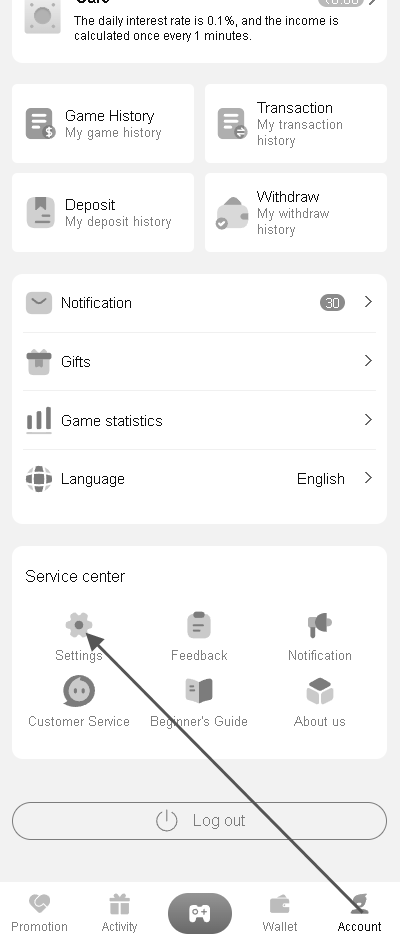 The daily interest rate is 0.1%, and the income is
calculated once every 1 minutes.
Game History
My game history
Transaction
My transaction
history
Deposit
My deposit history
Withdraw
My withdraw
history
Notification
30
Gifts
Game statistics
Language
English
Service center
Settings
Feedback
Notification
Customer Service
Beginner's Guide
About us
Log out
Promotion
Activity
Wallet
Account